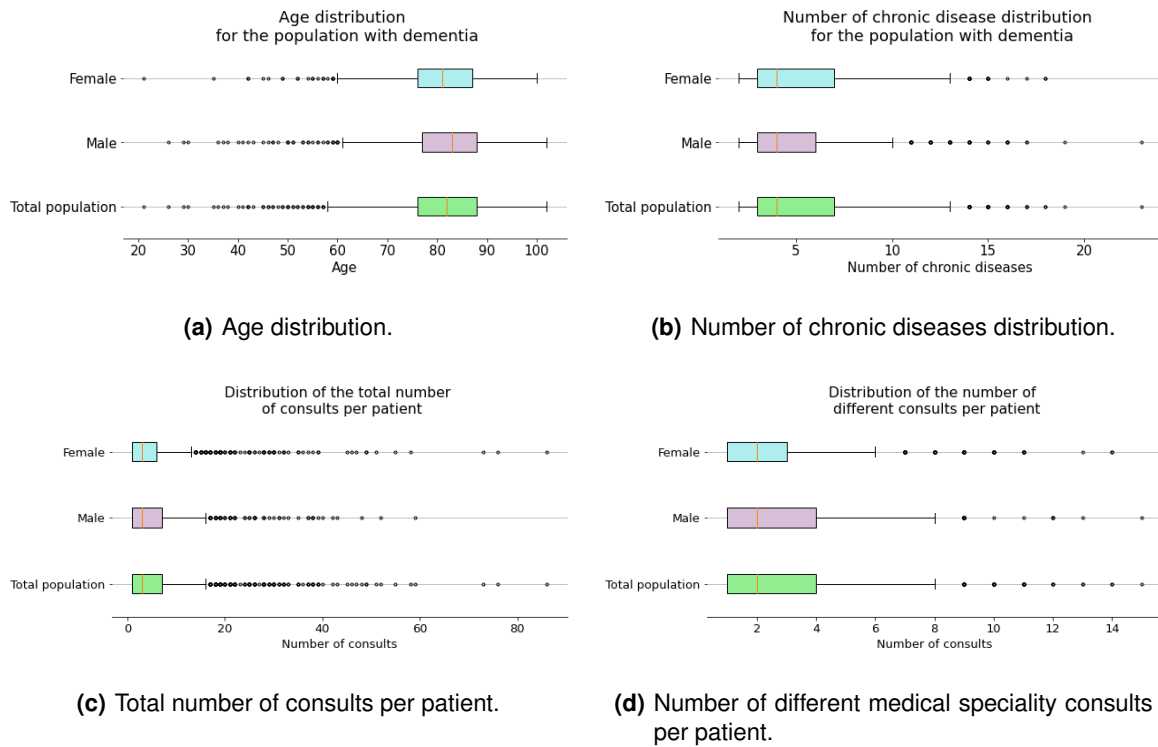 Age distribution
for the population with dementia
Female
Male
Total population
20 30 40 50 60 70 80 90 100
Age
(a) Age distribution.
Number of chronic disease distribution
for the population with dementia
Female
Male
Total population
5 10 15 20
Number of chronic diseases
(b) Number of chronic diseases distribution.
Distribution of the total number
of consults per patient
Female
Male
Total population
0 20 40 60 80
Number of consults
(c) Total number of consults per patient.
Distribution of the number of
different consults per patient
Female
Male
Total population
2 4 6 8 10 12 14
Number of consults
(d) Number of different medical speciality consults
per patient.